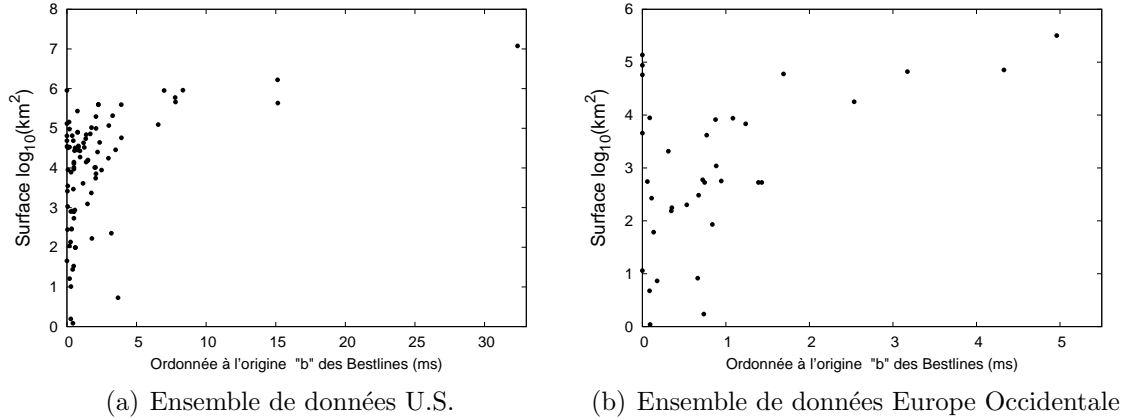 8
7
6
5
4
3
2
1
0
Surface log10(km2)
0 5 10 15 20 25 30
Ordonnée à l'origine "b" des Bestlines (ms)
(a) Ensemble de données U.S.
6
5
4
3
2
1
0
Surface log10(km2)
0 1 2 3 4 5
Ordonnée à l'origine "b" des Bestlines (ms)
(b) Ensemble de données Europe Occidentale